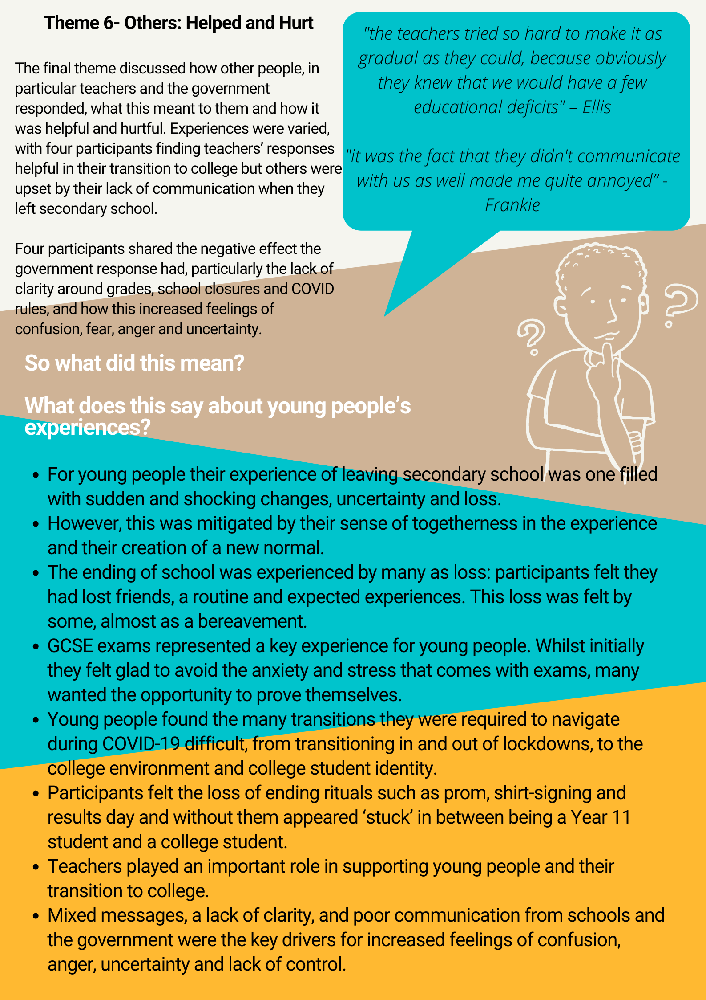 Theme 6- Others: Helped and Hurt
The final theme discussed how other people, in
particular teachers and the government
responded, what this meant to them and how it
was helpful and hurtful. Experiences were varied,
with four participants finding teachers’ responses
helpful in their transition to college but others were
upset by their lack of communication when they
left secondary school.
Four participants shared the negative effect the
government response had, particularly the lack of
clarity around grades, school closures and COVID
rules, and how this increased feelings of
confusion, fear, anger and uncertainty.
"the teachers tried so hard to make it as
gradual as they could, because obviously
they knew that we would have a few
educational deficits" – Ellis
"it was the fact that they didn't communicate
with us as well made me quite annoyed” -
Frankie
? ?
So what did this mean?
What does this say about young people’s
experiences?
• For young people their experience of leaving secondary school was one filled
with sudden and shocking changes, uncertainty and loss.
• However, this was mitigated by their sense of togetherness in the experience
and their creation of a new normal.
• The ending of school was experienced by many as loss: participants felt they
had lost friends, a routine and expected experiences. This loss was felt by
some, almost as a bereavement.
• GCSE exams represented a key experience for young people. Whilst initially
they felt glad to avoid the anxiety and stress that comes with exams, many
wanted the opportunity to prove themselves.
• Young people found the many transitions they were required to navigate
during COVID-19 difficult, from transitioning in and out of lockdowns, to the
college environment and college student identity.
• Participants felt the loss of ending rituals such as prom, shirt-signing and
results day and without them appeared ‘stuck’ in between being a Year 11
student and a college student.
• Teachers played an important role in supporting young people and their
transition to college.
• Mixed messages, a lack of clarity, and poor communication from schools and
the government were the key drivers for increased feelings of confusion,
anger, uncertainty and lack of control.